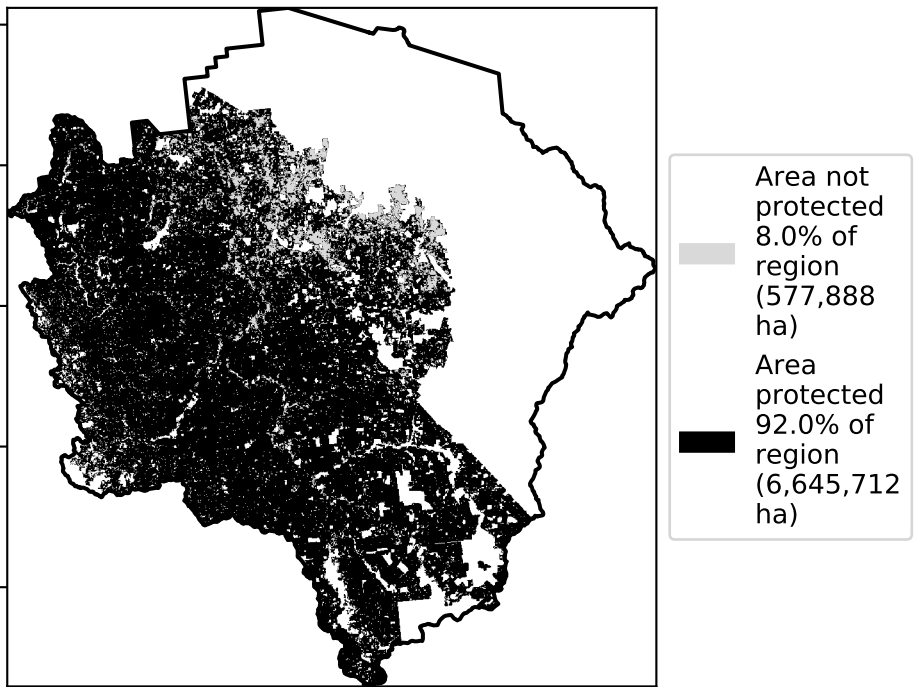 Area not
protected
8.0% of
region
(577,888
ha)
Area
protected
92.0% of
region
(6,645,712
ha)